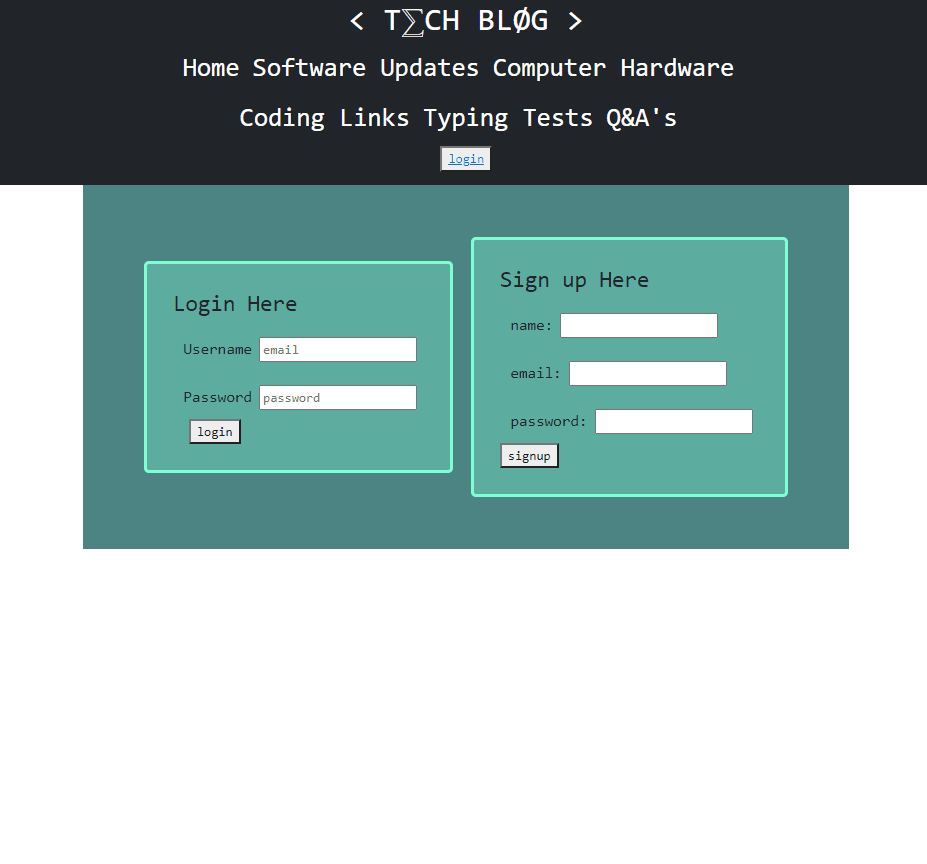 < T⅀CH BLØG >
Home Software Updates Computer Hardware
Coding Links Typing Tests Q&A's
login
Login Here
Username email
Password password
login
Sign up Here
name:
email:
password:
signup